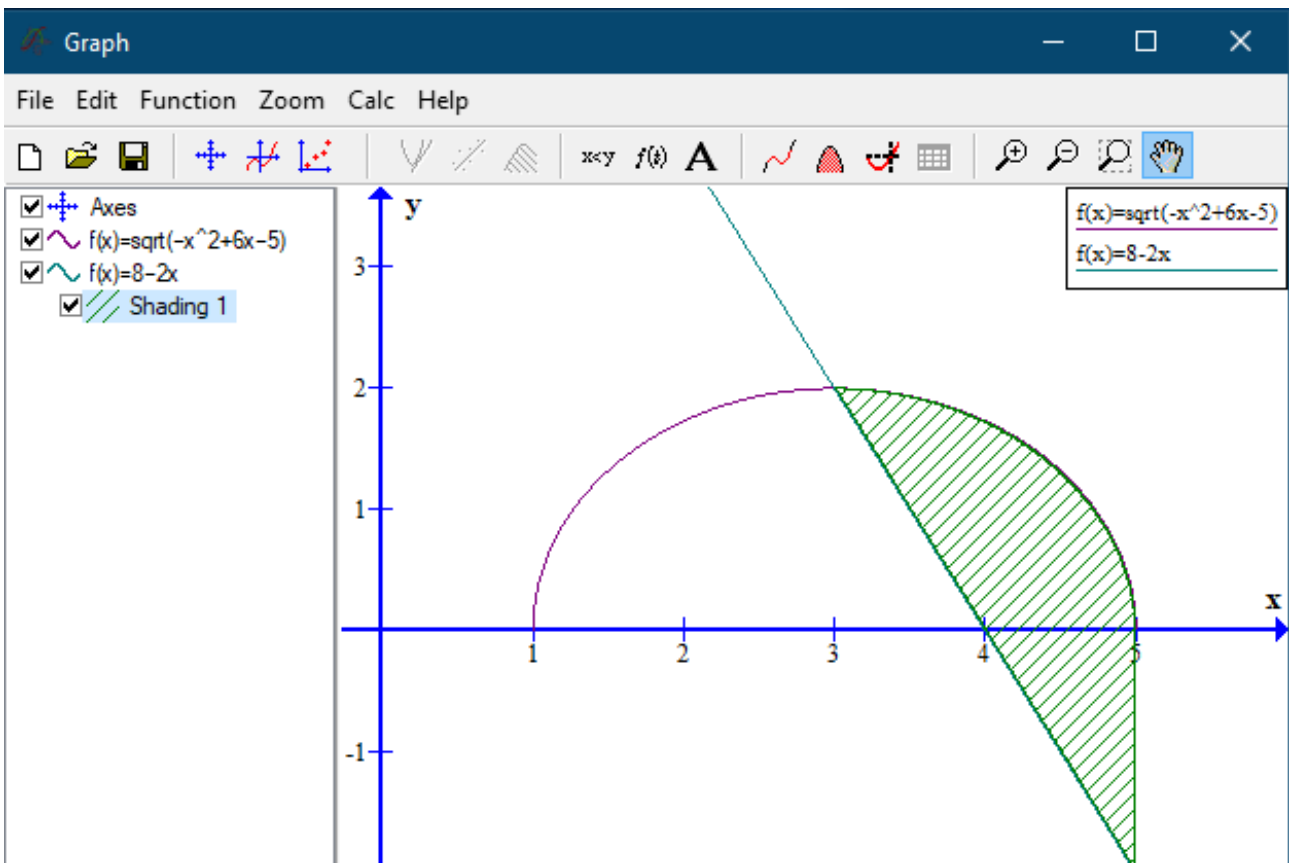 Graph
File Edit Function Zoom Calc Help
x<y f(t) A
Axes
f(x)=sqrt(-x^2+6x-5)
f(x)=8-2x
Shading 1
y
f(x)=sqrt(-x^2+6x-5)
f(x)=8-2x
3
2
1
x
1 2 3 4 5
-1